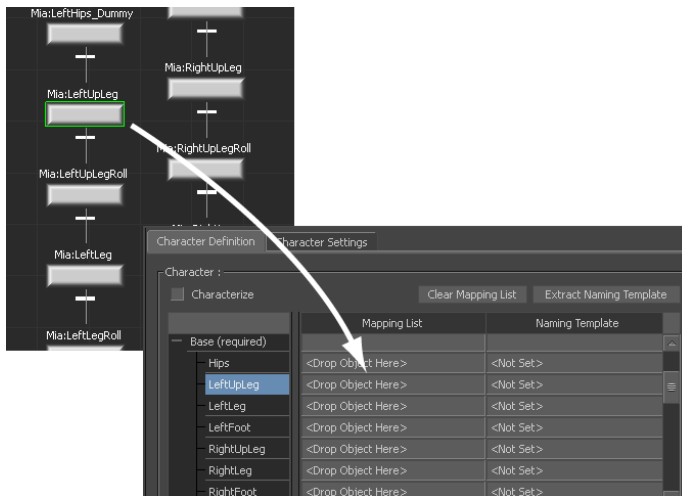 Mia:LeftHips_Dummy
Mia:RightUpLeg
Mia:LeftUpLeg
Mia:RightUpLegRoll
Mia:LeftUpLegRoll
Mia:LeftLeg
Mia:LeftLegRoll
Character Definition Character Settings
Character :
Characterize Clear Mapping List Extract Naming Template
Mapping List Naming Template
Base (required)
Hips <Drop Object Here> <Not Set>
LeftUpLeg <Drop Object Here> <Not Set>
LeftLeg <Drop Object Here> <Not Set>
LeftFoot <Drop Object Here> <Not Set>
RightUpLeg <Drop Object Here> <Not Set>
RightLeg <Drop Object Here> <Not Set>
RightFoot <Drop Object Here> <Not Set>